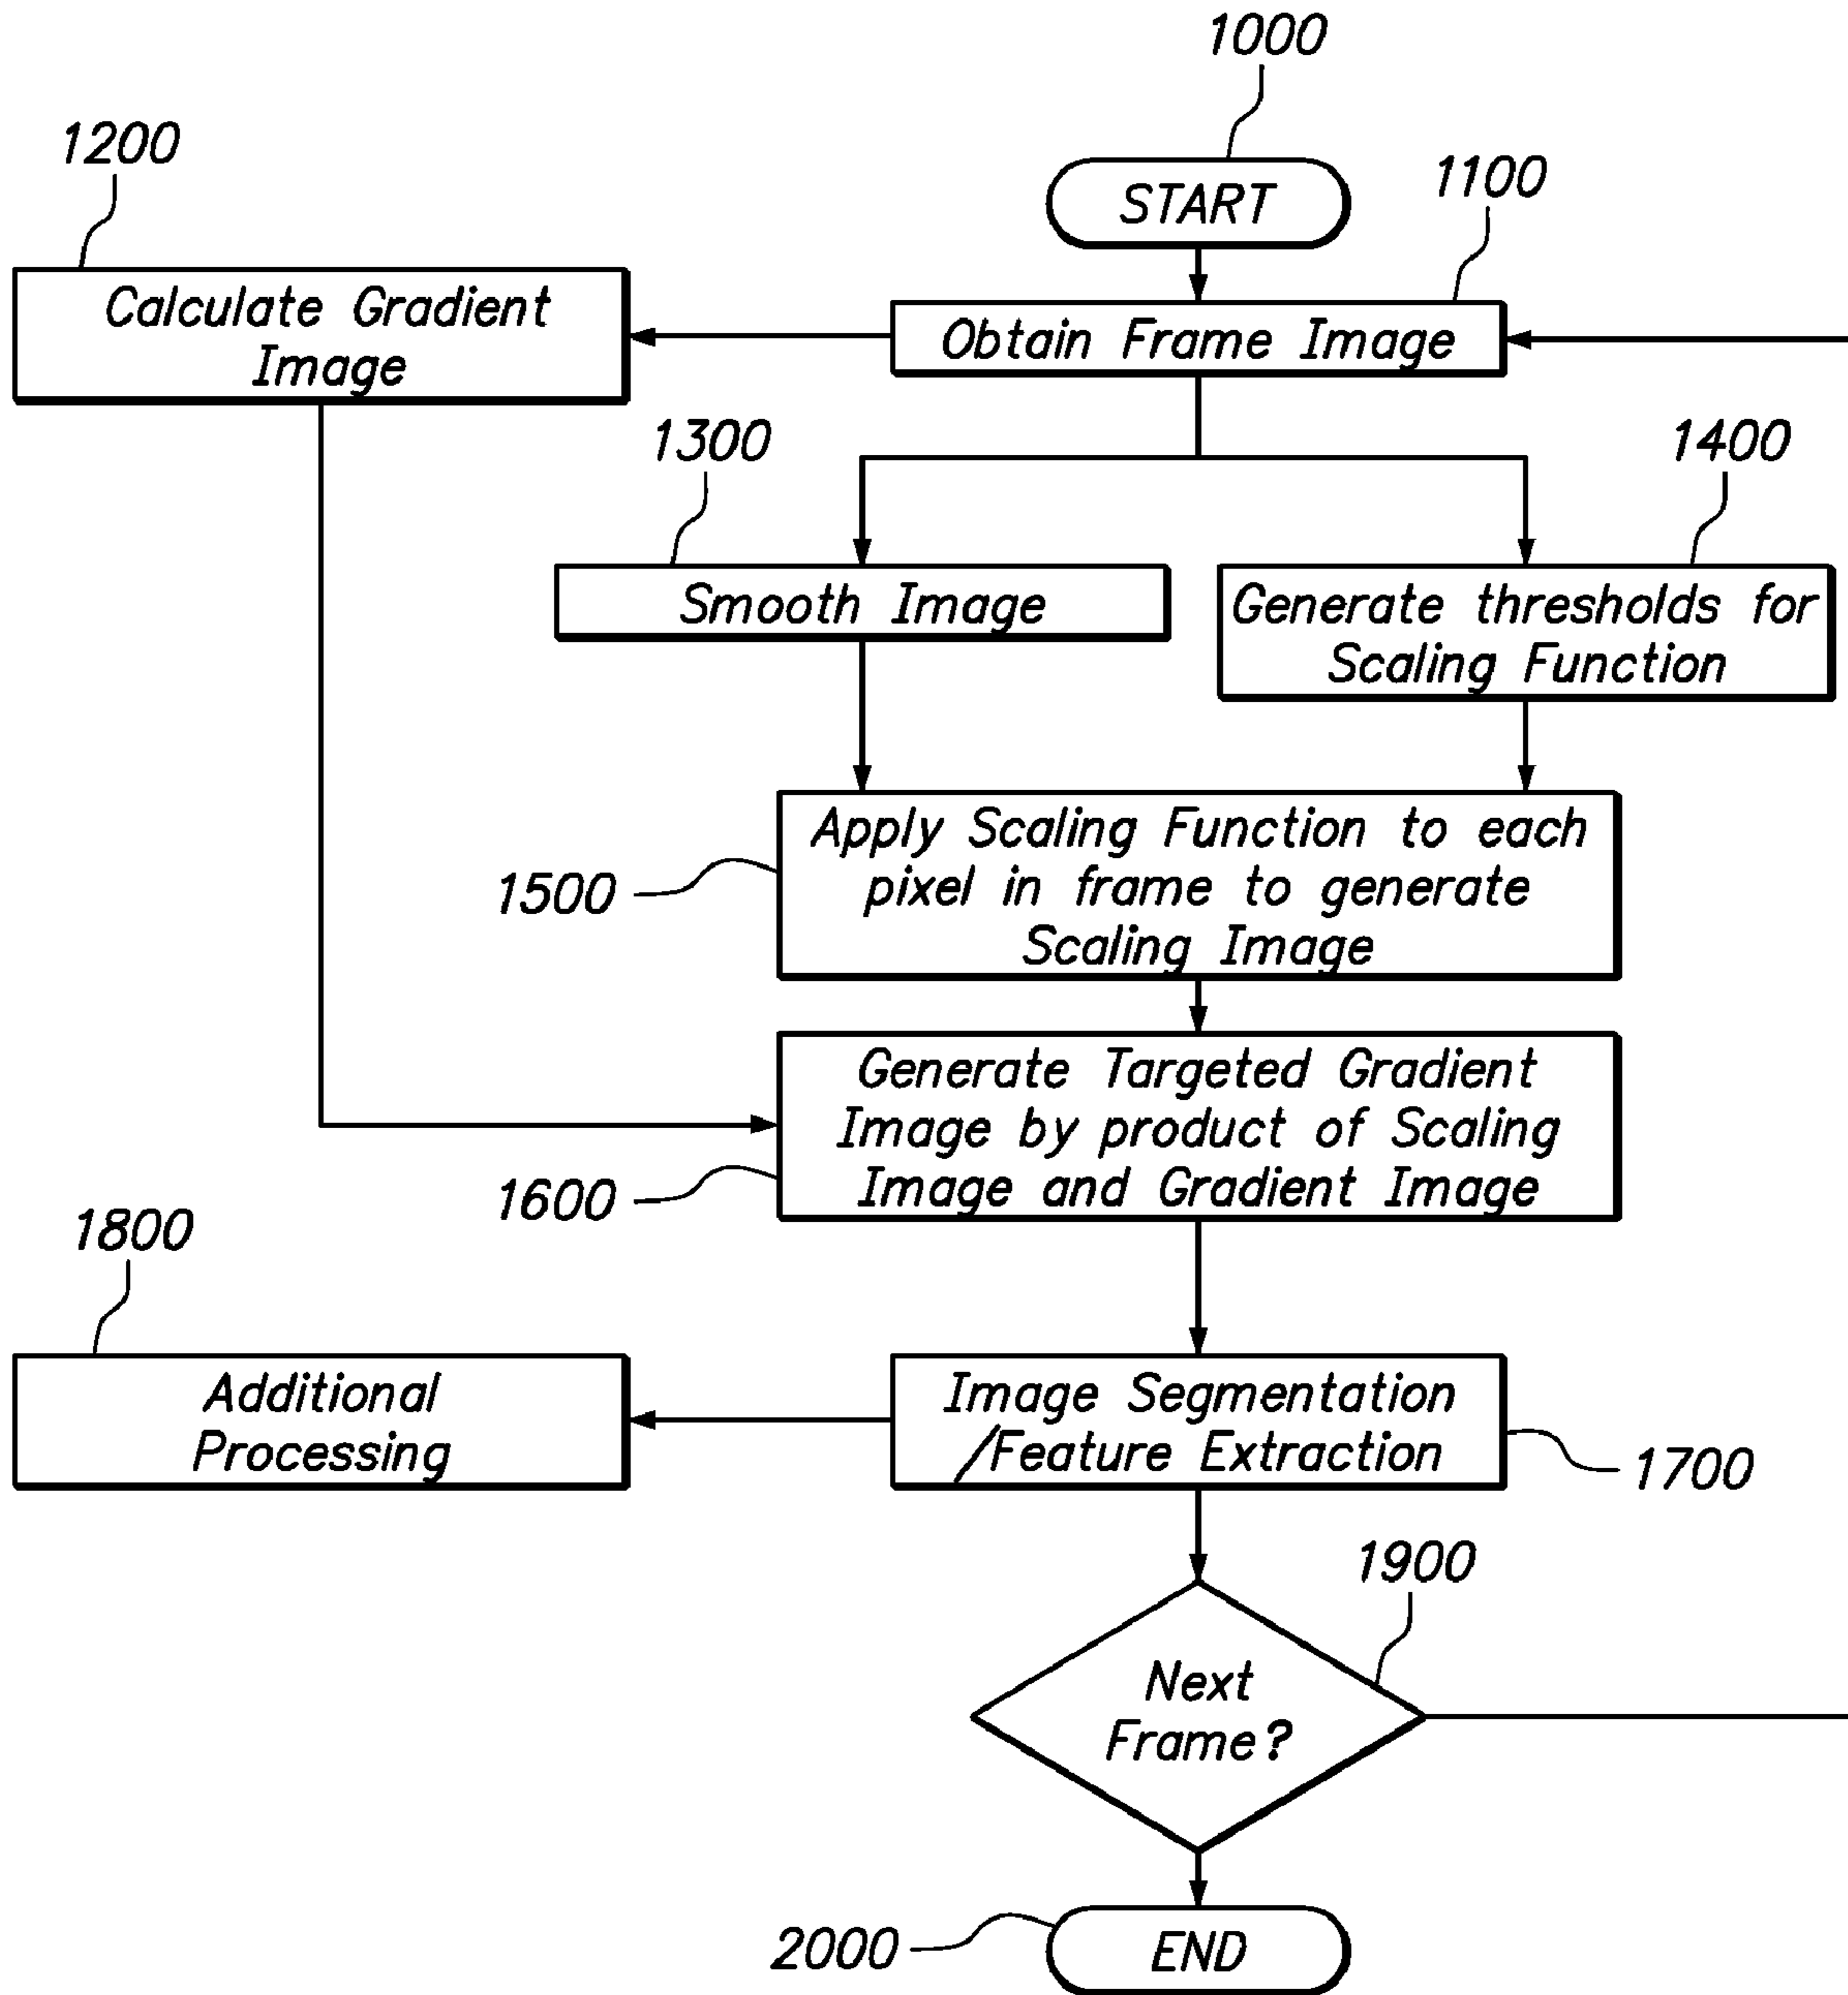 1000
START
1200
1100
Calculate Gradient
Image
Obtain Frame Image
1300
1400
Smooth Image
Generate thresholds for
Scaling Function
1500
Apply Scaling Function to each
pixel in frame to generate
Scaling Image
1600
Generate Targeted Gradient
Image by product of Scaling
Image and Gradient Image
1800
Additional
Processing
Image Segmentation
/Feature Extraction
1700
1900
Next
Frame?
2000
END